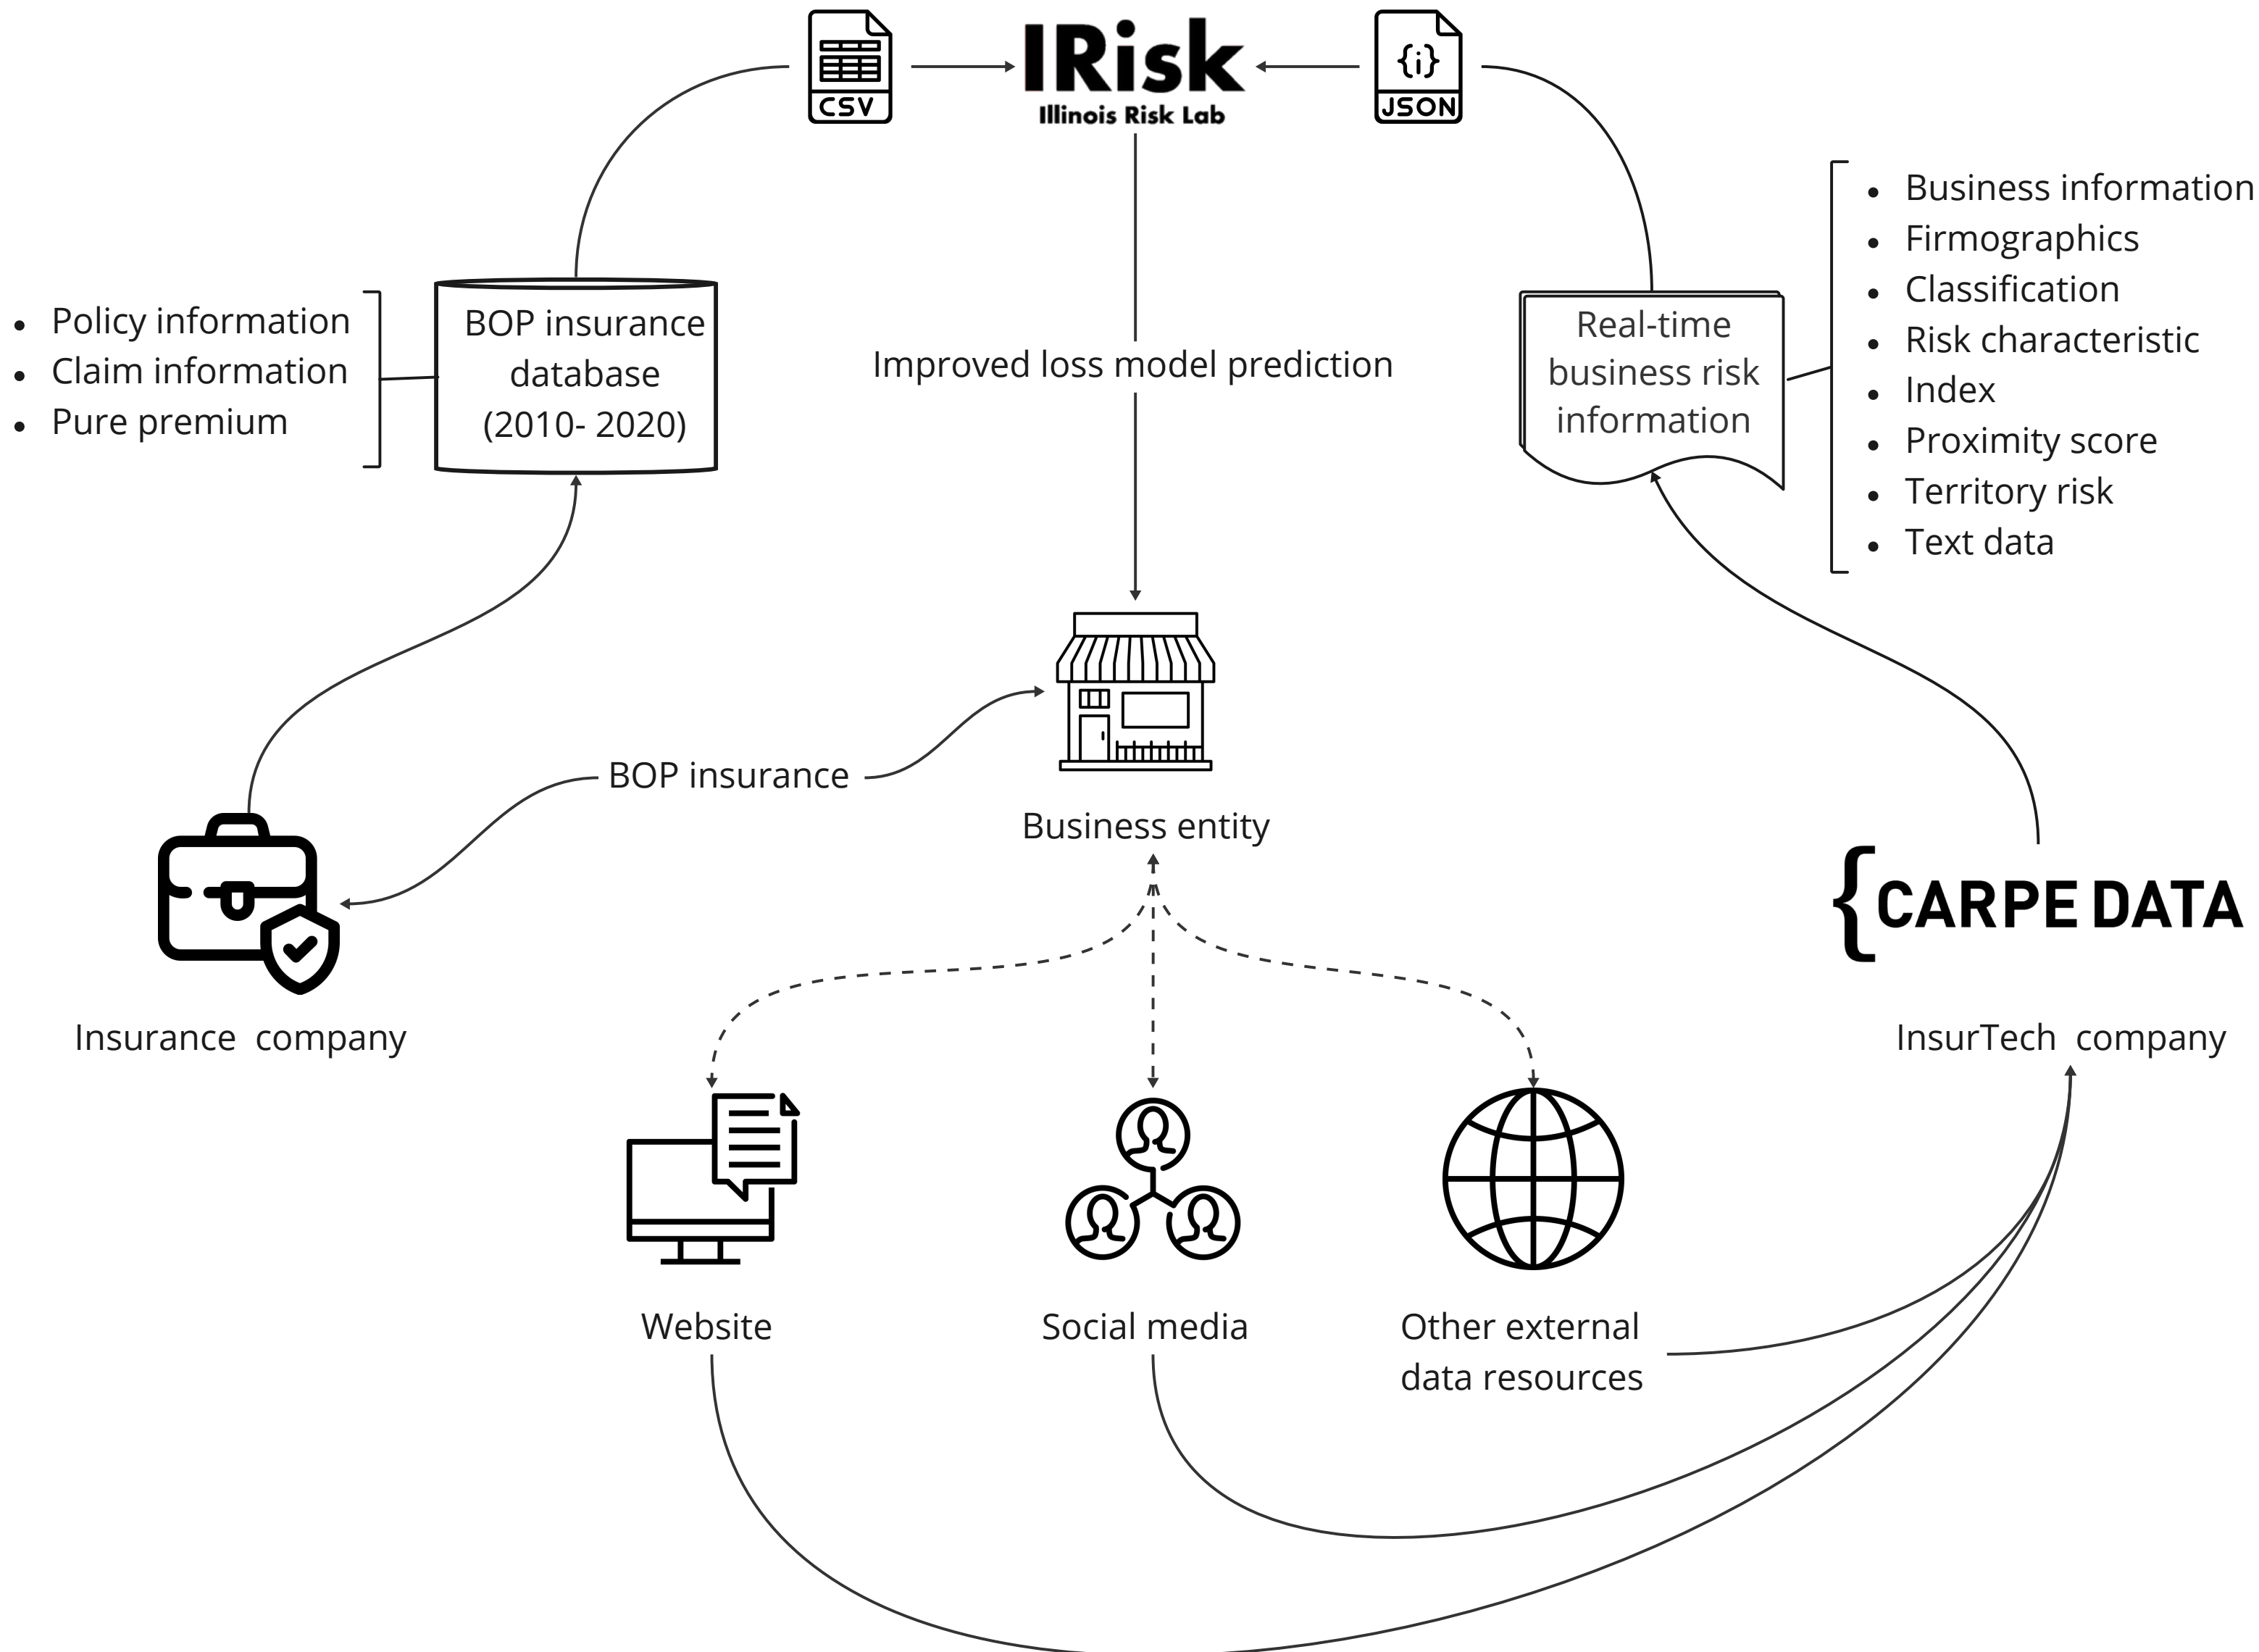 CSV
IRisk
Illinois Risk Lab
{i}
JSON
Policy information
Claim information
Pure premium
BOP insurance
database
(2010- 2020)
Improved loss model prediction
Real-time
business risk
information
Business information
Firmographics
Classification
Risk characteristic
Index
Proximity score
Territory risk
Text data
BOP insurance
Business entity
Insurance company
{CARPE DATA
InsurTech company
Website
Social media
Other external
data resources